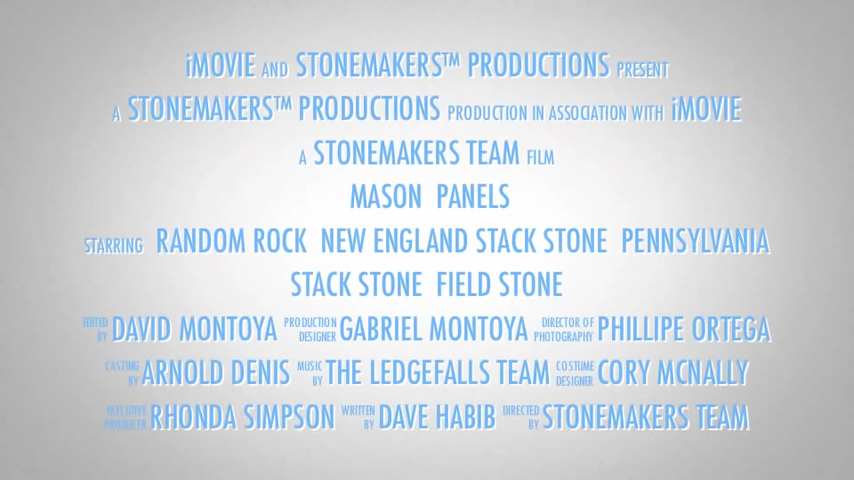 iMOVIE AND STONEMAKERS™ PRODUCTIONS PRESENT
A STONEMAKERS™ PRODUCTIONS PRODUCTION IN ASSOCIATION WITH iMOVIE
A STONEMAKERS TEAM FILM
MASON PANELS
STARRING RANDOM ROCK NEW ENGLAND STACK STONE PENNSYLVANIA
STACK STONE FIELD STONE
EDITED BY DAVID MONTOYA PRODUCTION DESIGNER GABRIEL MONTOYA DIRECTOR OF PHOTOGRAPHY PHILLIPE ORTEGA
CASTING BY ARNOLD DENIS MUSIC BY THE LEDGEFALLS TEAM COSTUME DESIGNER CORY MCNALLY
EXECUTIVE PRODUCER RHONDA SIMPSON WRITTEN BY DAVE HABIB DIRECTED BY STONEMAKERS TEAM